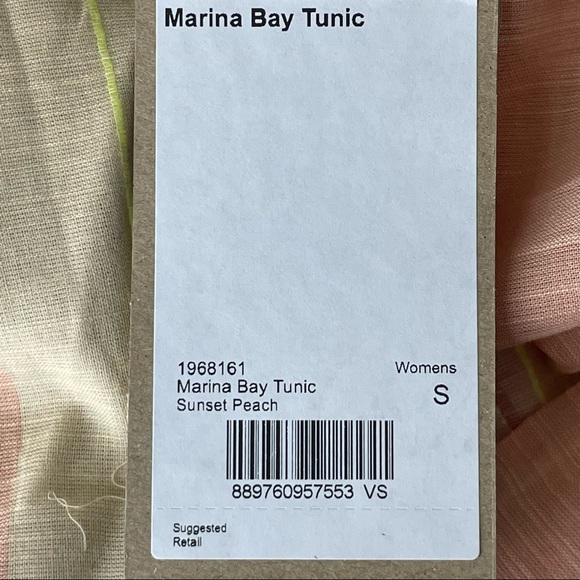 Marina Bay Tunic
1968161 Womens
Marina Bay Tunic S
Sunset Peach
889760957553 VS
Suggested
Retail